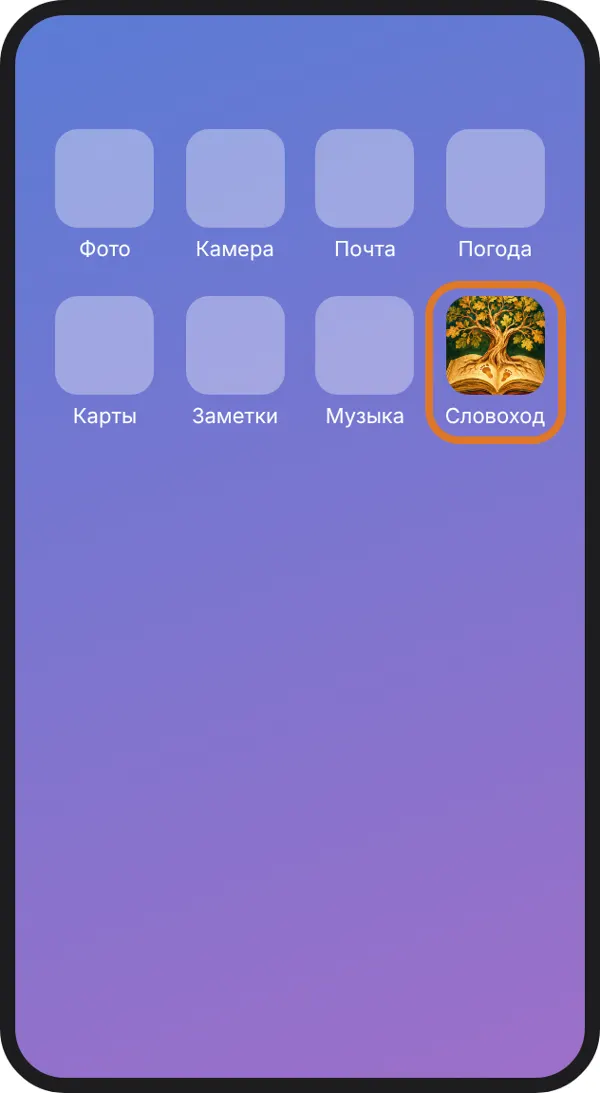 Фото
Камера
Почта
Погода
Карты
Заметки
Музыка
Словоход